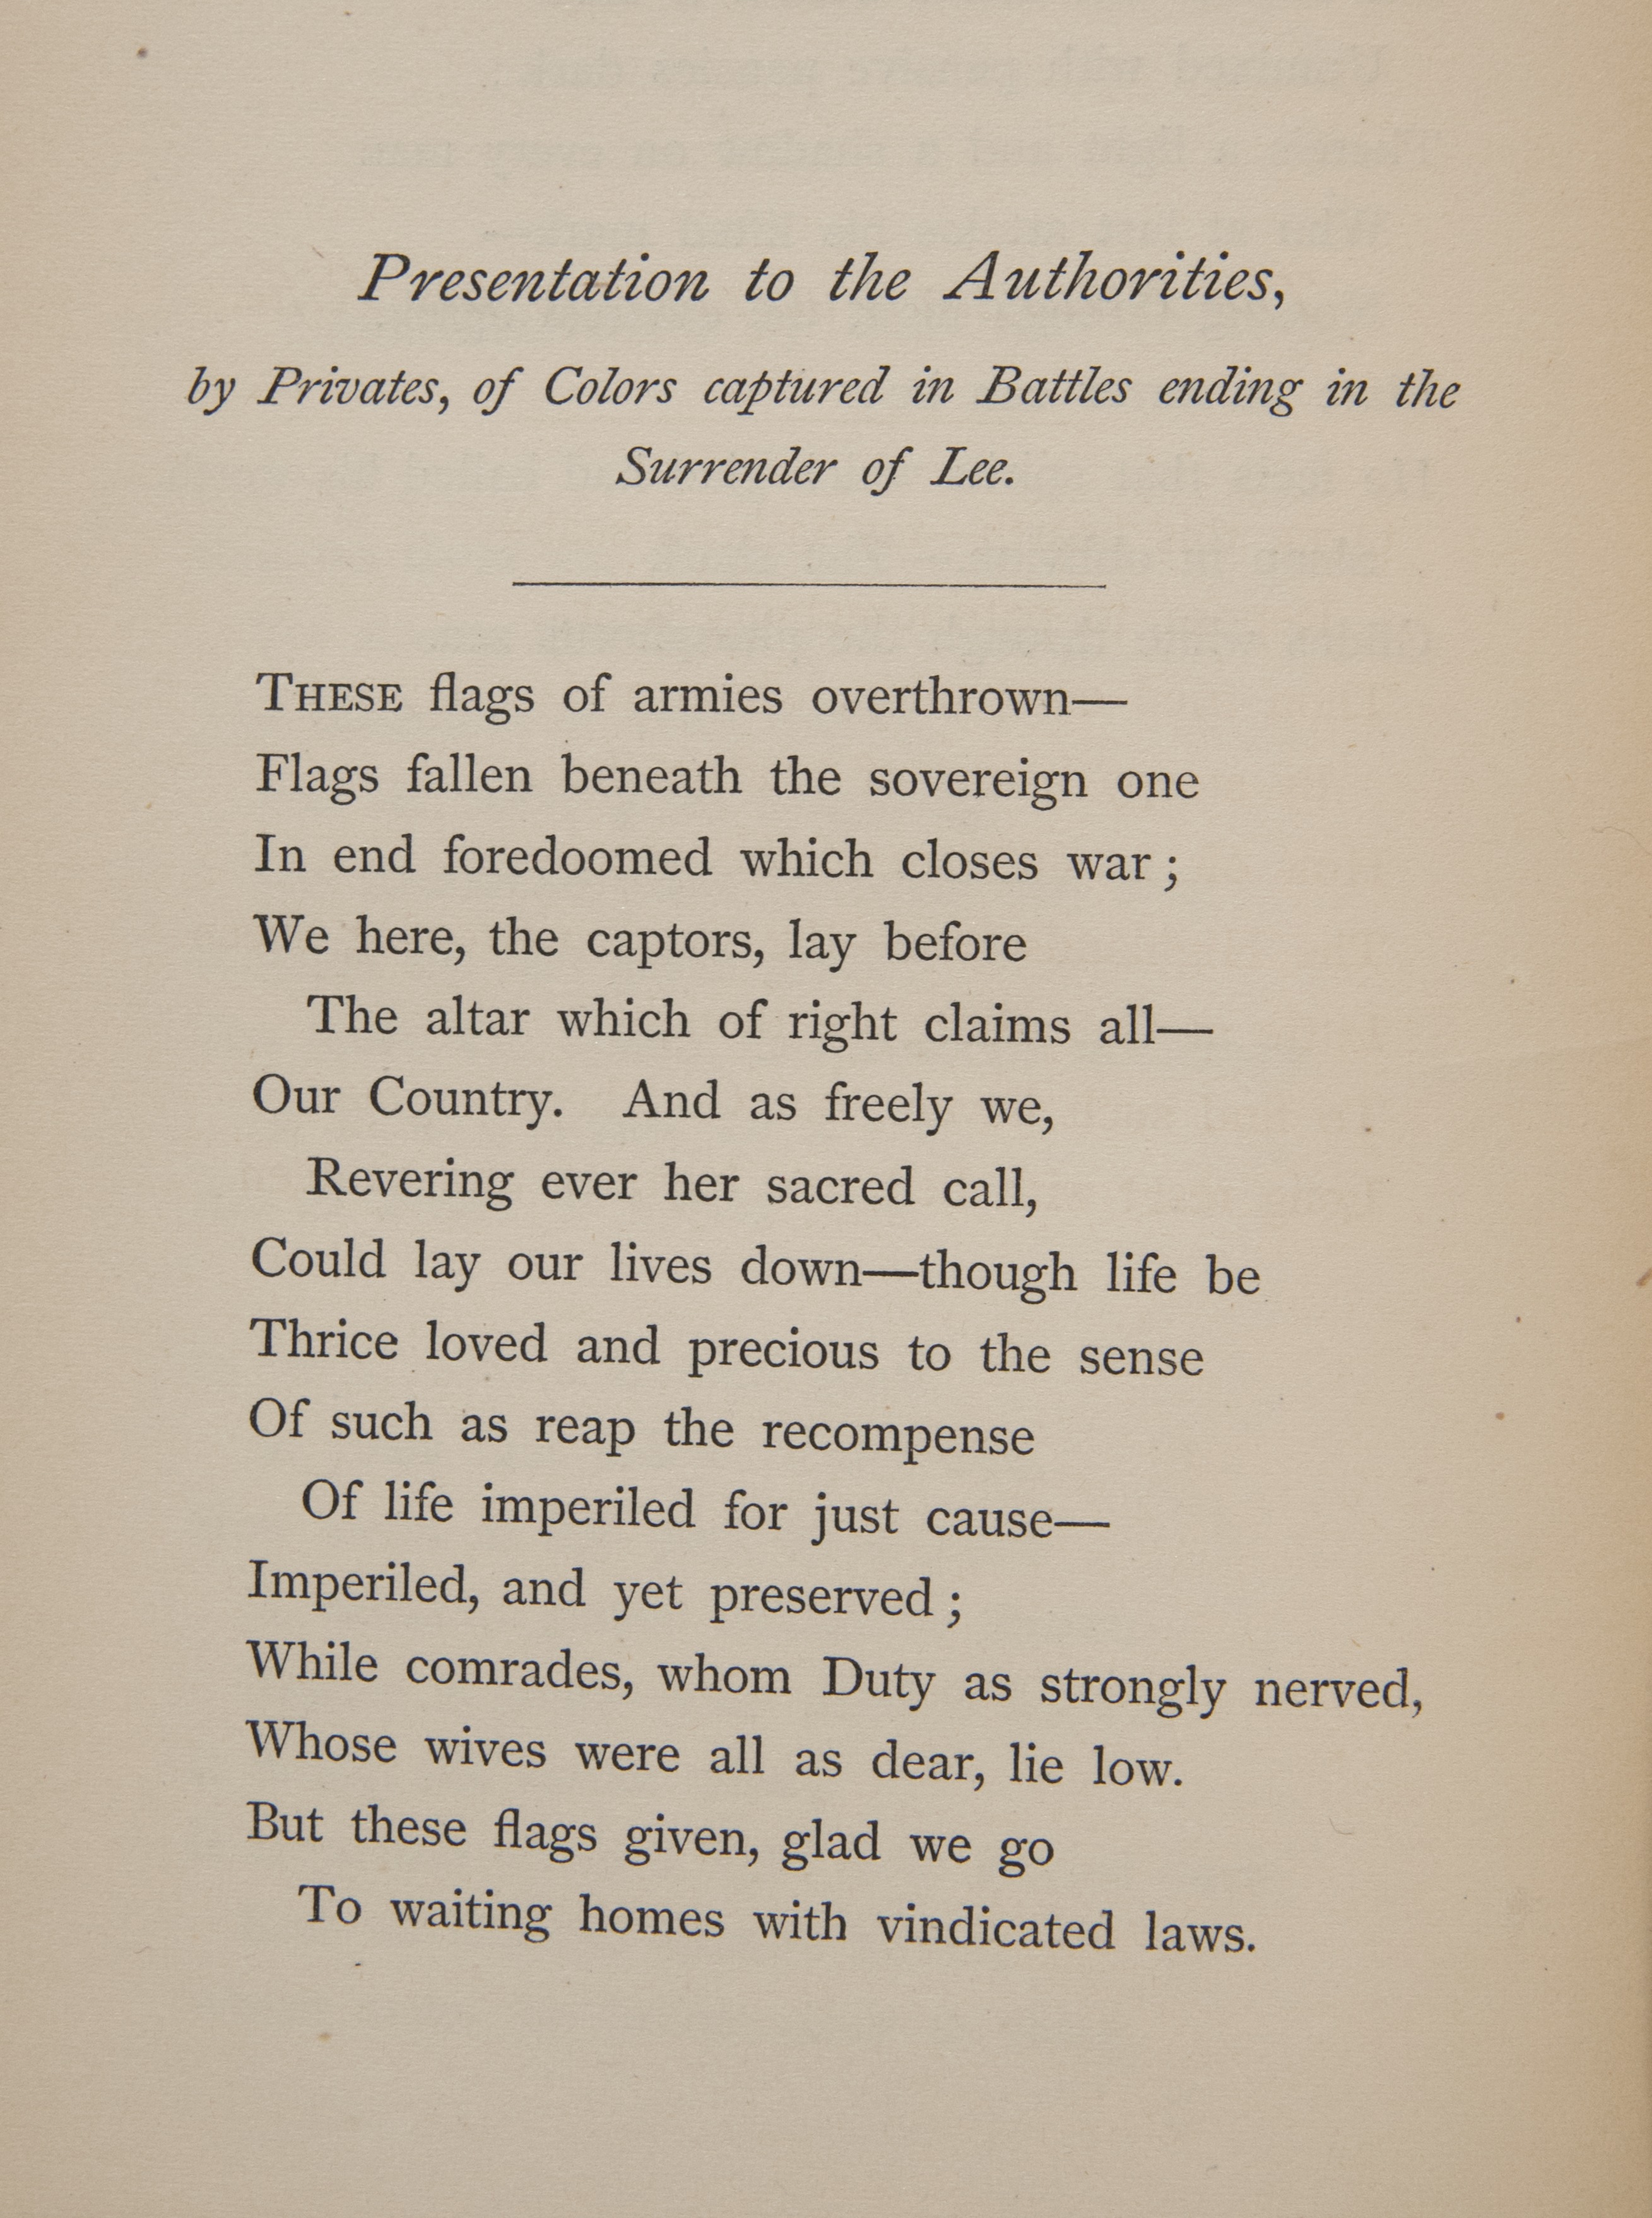 Presentation to the Authorities,
by Privates, of Colors captured in Battles ending in the
Surrender of Lee.
THESE flags of armies overthrown—
Flags fallen beneath the sovereign one
In end foredoomed which closes war ;
We here, the captors, lay before
The altar which of right claims all—
Our Country. And as freely we,
Revering ever her sacred call,
Could lay our lives down—though life be
Thrice loved and precious to the sense
Of such as reap the recompense
Of life imperiled for just cause—
Imperiled, and yet preserved ;
While comrades, whom Duty as strongly nerved,
Whose wives were all as dear, lie low.
But these flags given, glad we go
To waiting homes with vindicated laws.